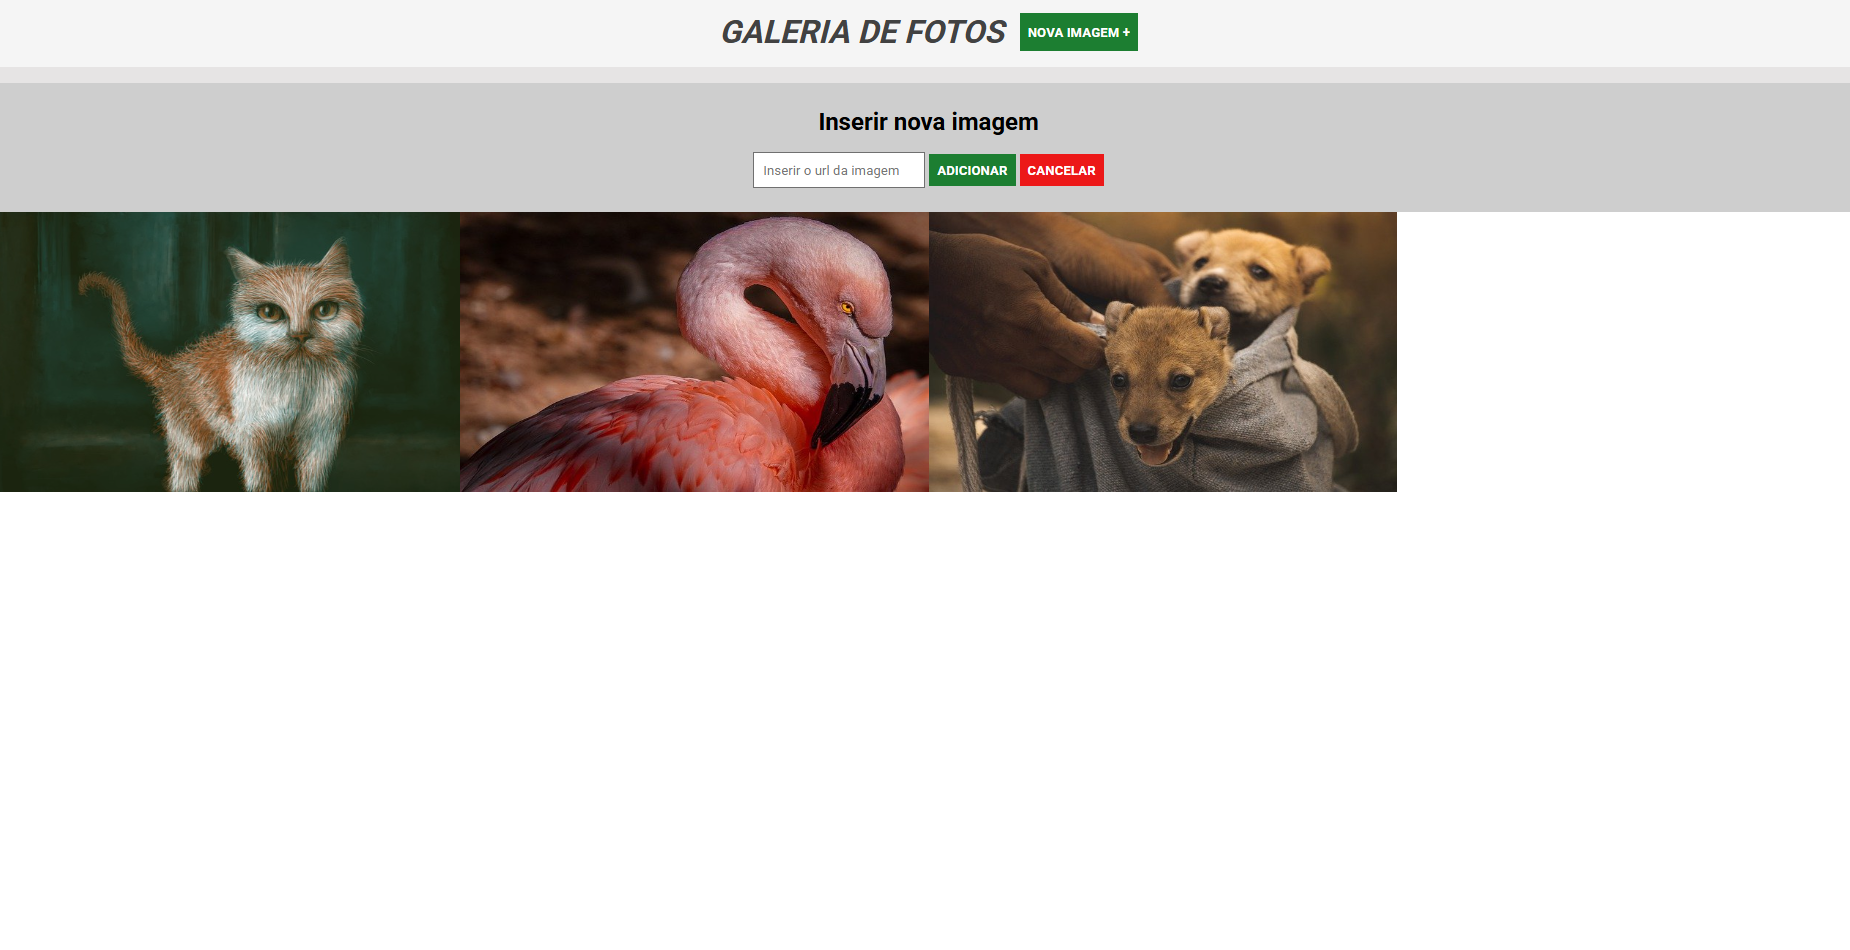 GALERIA DE FOTOS NOVA IMAGEM +
Inserir nova imagem
Inserir o url da imagem ADICIONAR CANCELAR